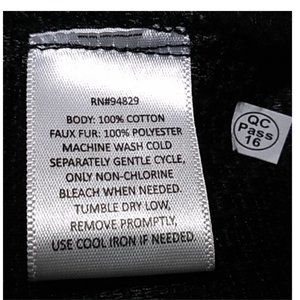 RN#94829
BODY: 100% COTTON
FAUX FUR: 100% POLYESTER
MACHINE WASH COLD
SEPARATELY GENTLE CYCLE,
ONLY NON-CHLORINE
BLEACH WHEN NEEDED.
TUMBLE DRY LOW,
REMOVE PROMPTLY,
USE COOL IRON IF NEEDED.
QC
Pass
16